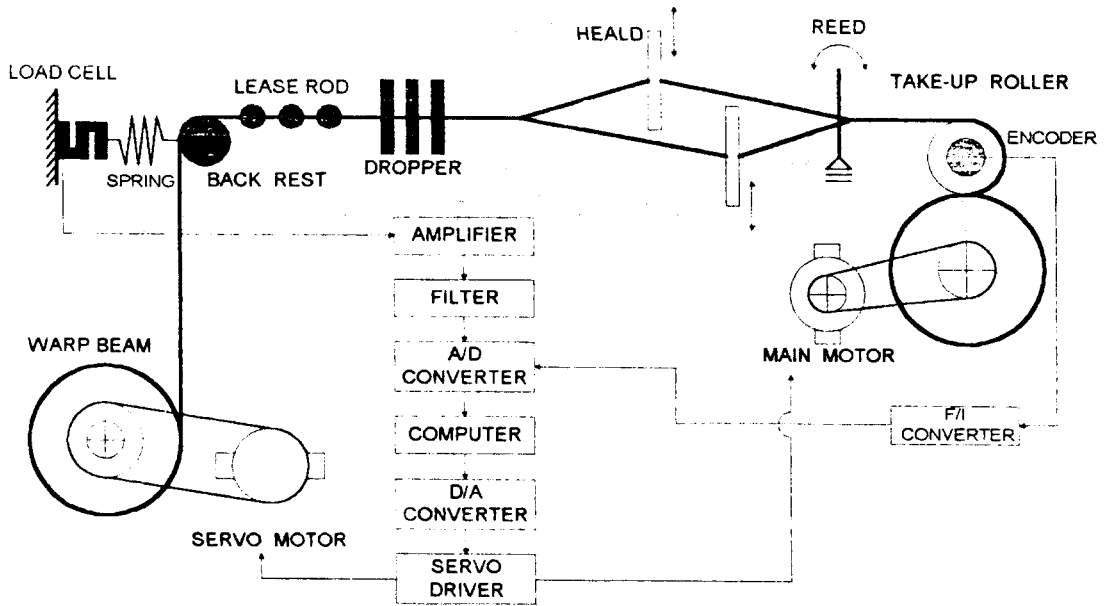 HEALD
REED
LOAD CELL
LEASE ROD
TAKE-UP ROLLER
ENCODER
SPRING
BACK REST
DROPPER
AMPLIFIER
FILTER
WARP BEAM
A/D
CONVERTER
MAIN MOTOR
F/I
CONVERTER
COMPUTER
D/A
CONVERTER
SERVO MOTOR
SERVO
DRIVER